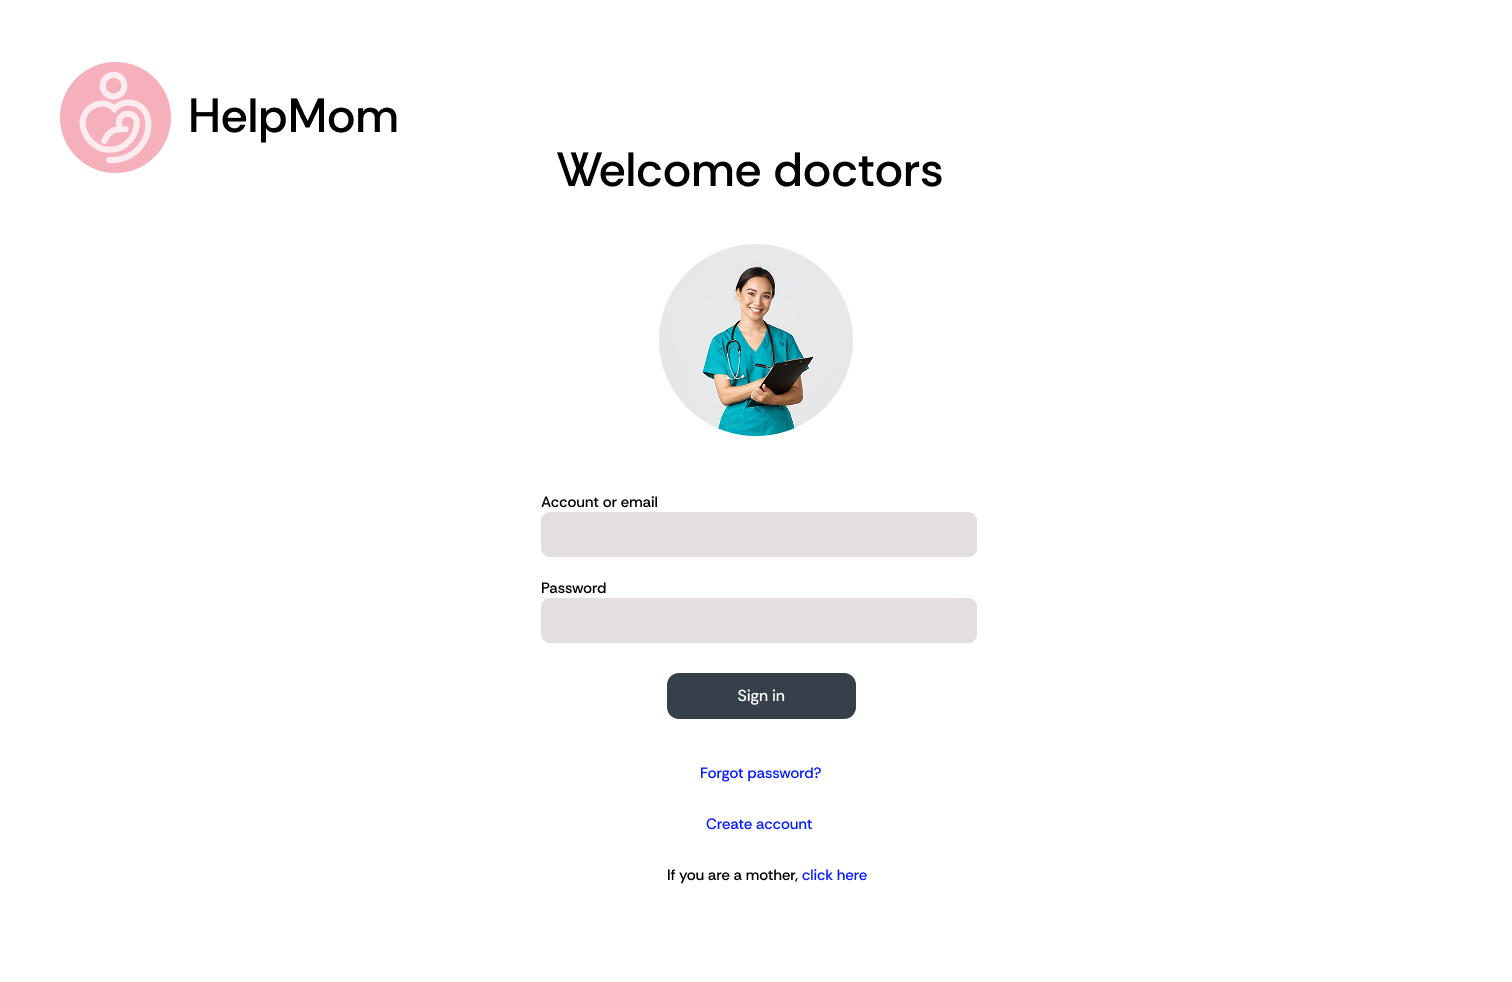 HelpMom
Welcome doctors
Account or email
Password
Sign in
Forgot password?
Create account
If you are a mother, click here